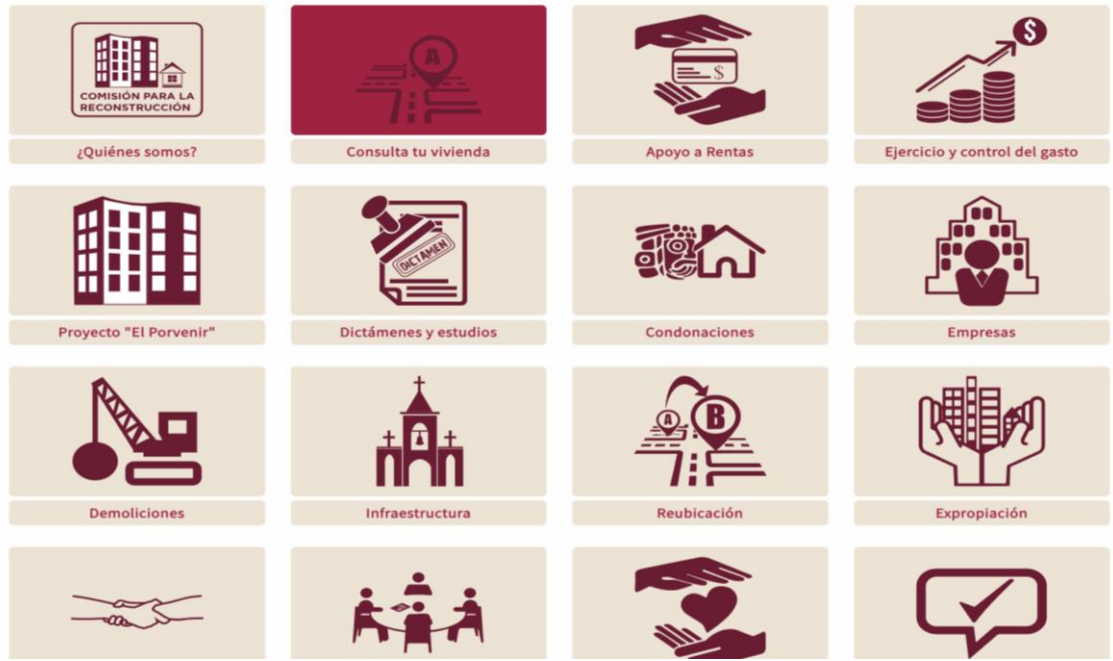 COMISIÓN PARA LA
RECONSTRUCCIÓN
A
$
$
¿Quiénes somos?
Consulta tu vivienda
Apoyo a Rentas
Ejercicio y control del gasto
DICTAMEN
Proyecto "El Porvenir"
Dictámenes y estudios
Condonaciones
Empresas
A
B
Demoliciones
Infraestructura
Reubicación
Expropiación